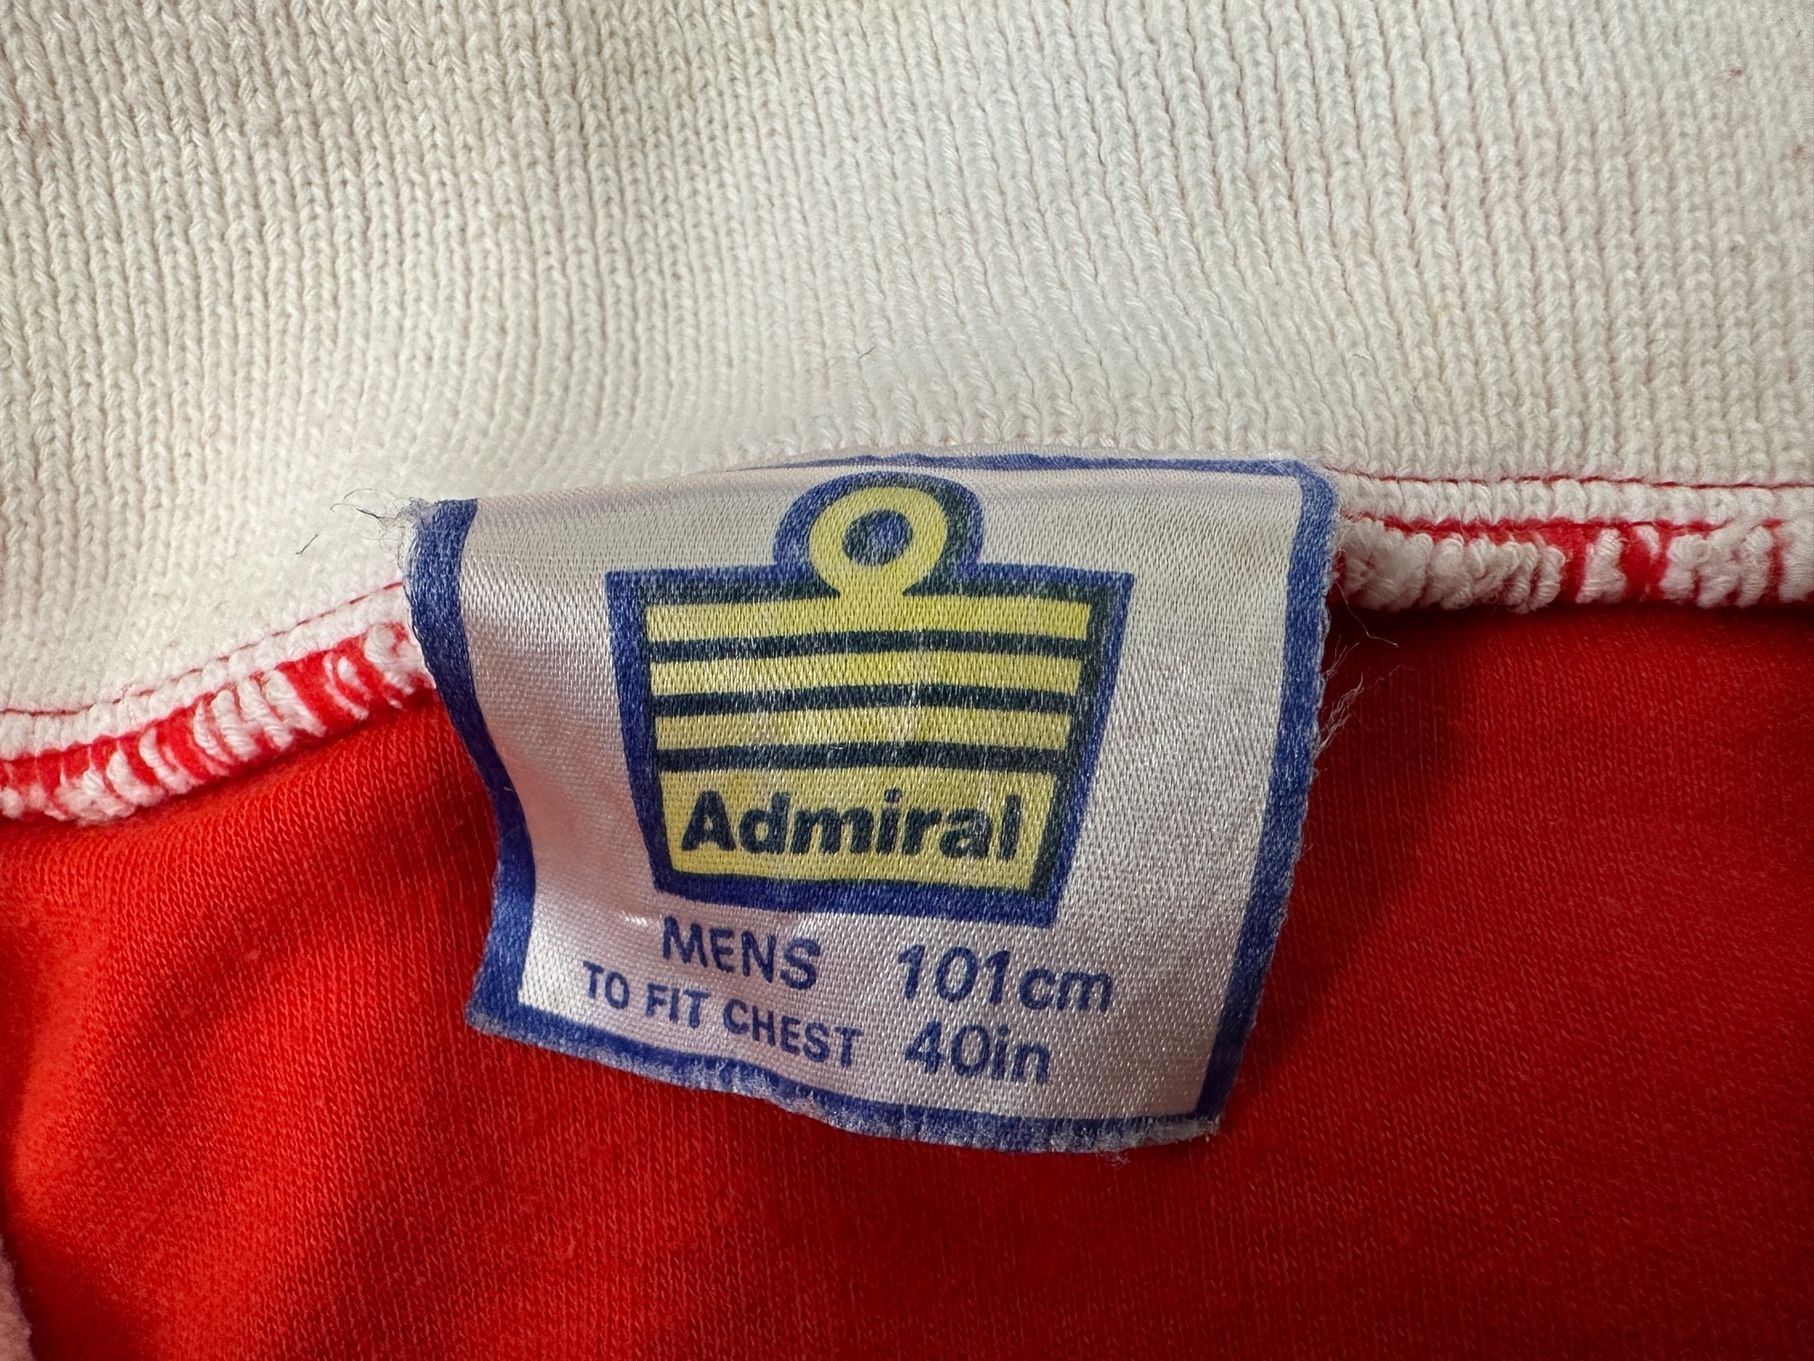 Admiral
MENS 101cm
TO FIT CHEST 40in